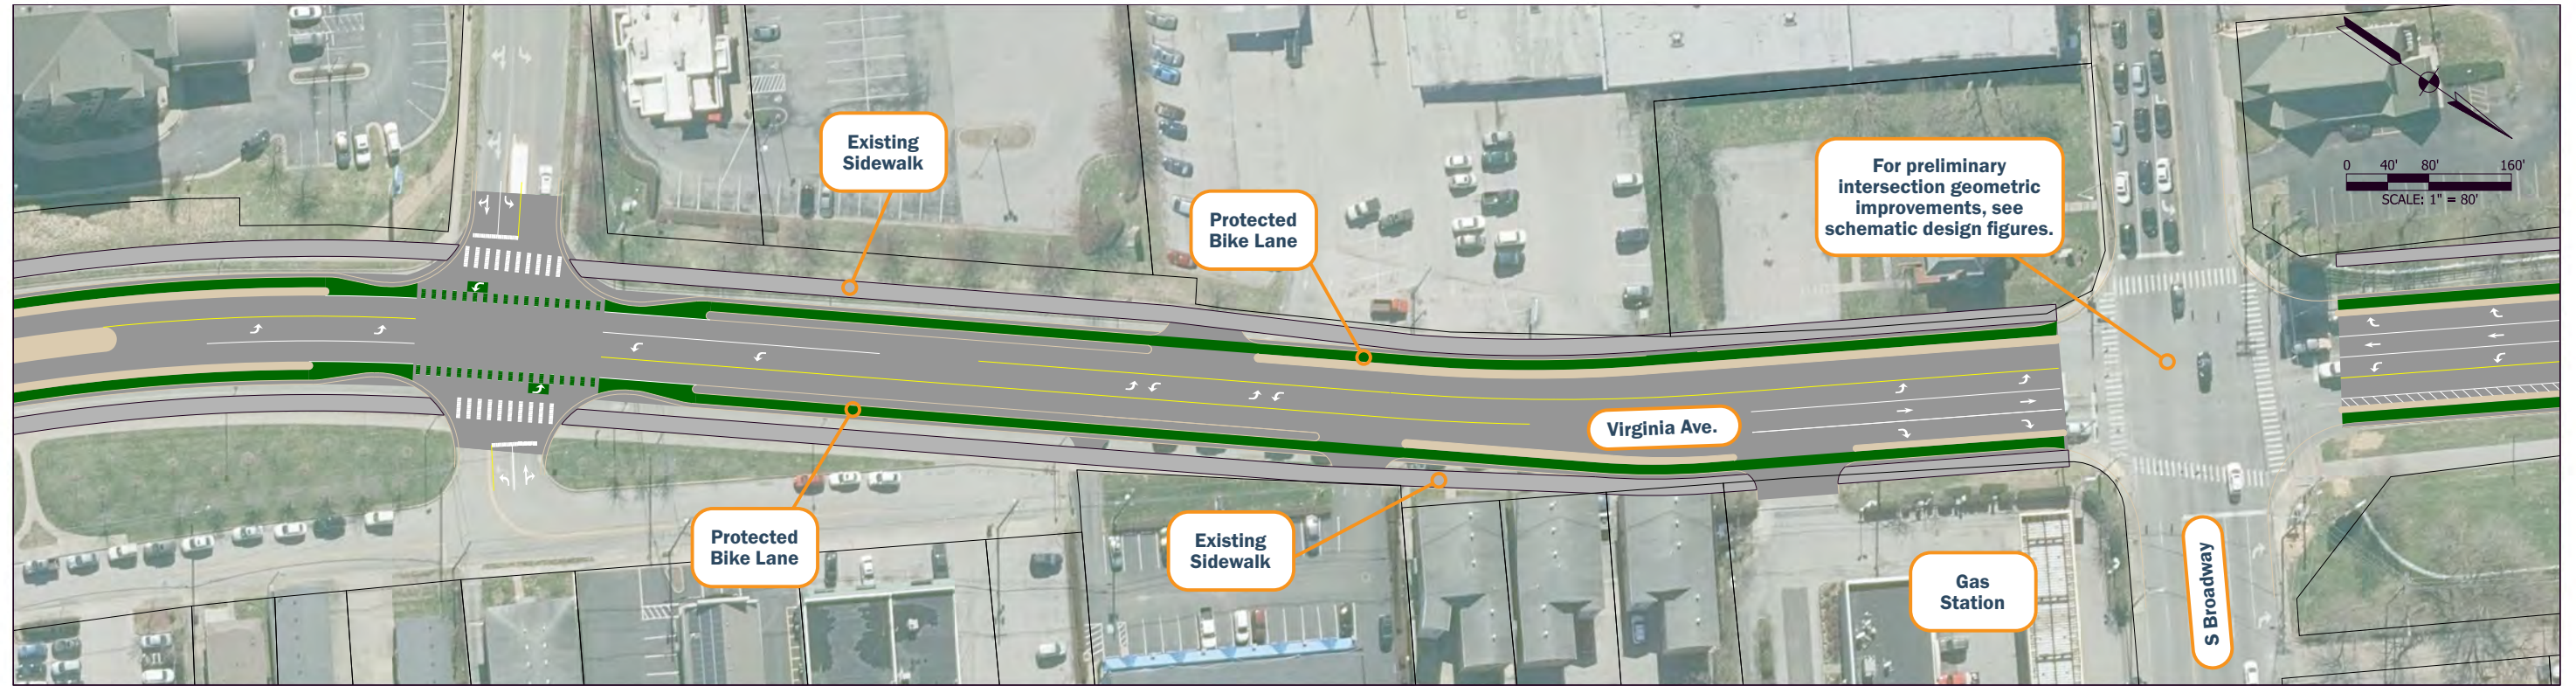 Existing
Sidewalk
Protected
Bike Lane
For preliminary
intersection geometric
improvements, see
schematic design figures.
0 40' 80' 160'
SCALE: 1" = 80'
Virginia Ave.
Protected
Bike Lane
Existing
Sidewalk
Gas
Station
S Broadway